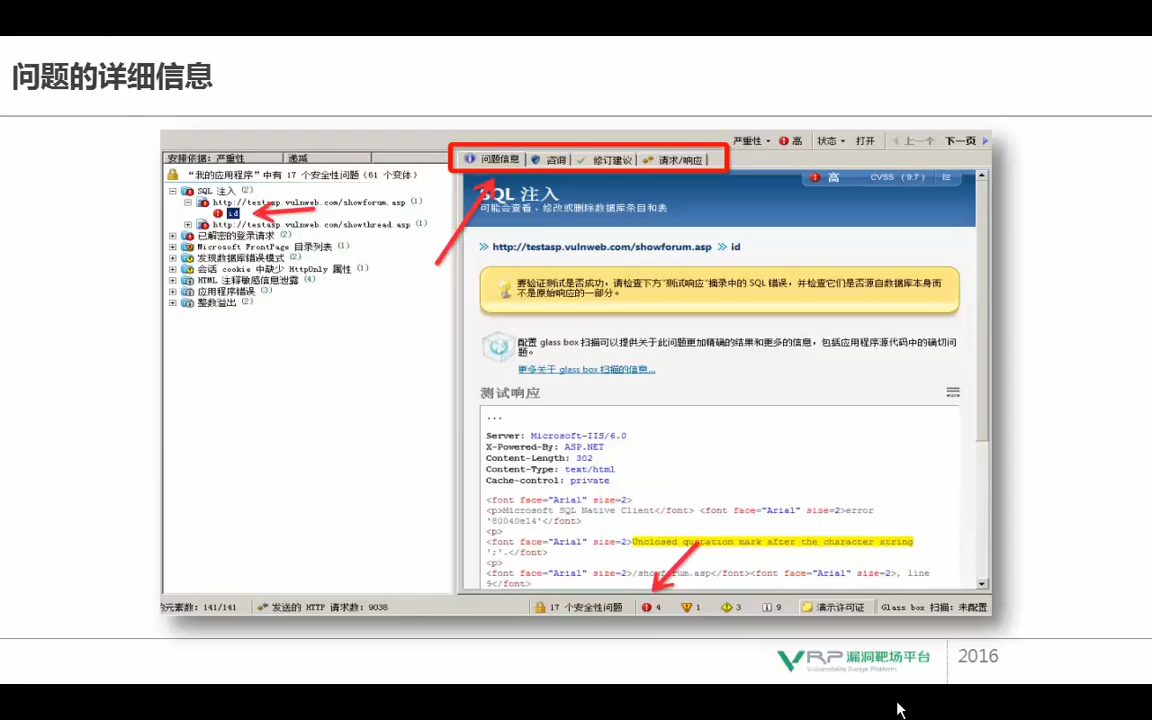 问题的详细信息
严重性 高 状态 打开 上一个 下一页
安排依据：严重性 递减
问题信息 咨询 修订建议 请求/响应
“我的应用程序”中有 17 个安全性问题 (61 个变体)
SQL 注入 (2)
http://testasp.vulnweb.com/showforum.asp (1)
id
http://testasp.vulnweb.com/showthread.asp (1)
已解密的登录请求 (2)
Microsoft FrontPage 目录列表 (1)
发现数据库错误模式 (2)
会话 cookie 中缺少 HttpOnly 属性 (1)
HTML 注释敏感信息泄露 (4)
应用程序错误 (3)
整数溢出 (2)
高 CVSS (9.7)
SQL 注入
可能会查看、修改或删除数据库条目和表
http://testasp.vulnweb.com/showforum.asp id
要验证测试是否成功，请检查下方“测试响应”摘录中的 SQL 错误，并检查它们是否源自数据库本身而
不是原始响应的一部分。
配置 glass box 扫描可以提供关于此问题更加精确的结果和更多的信息，包括应用程序源代码中的确切问
题。
更多关于 glass box 扫描的信息...
测试响应
...
Server: Microsoft-IIS/6.0
X-Powered-By: ASP.NET
Content-Length: 302
Content-Type: text/html
Cache-control: private
<font face="Arial" size=2>
<p>Microsoft SQL Native Client</font> <font face="Arial" size=2>error
'80040e14'</font>
<p>
<font face="Arial" size=2>Unclosed quotation mark after the character string
';'.</font>
<p>
<font face="Arial" size=2>/showforum.asp</font><font face="Arial" size=2>, line
9</font>
元素数：141/141 发送的 HTTP 请求数：9038 17 个安全性问题 4 1 3 9 演示许可证 Glass box 扫描：未配置
VRP 漏洞靶场平台
Vulnerability Range Platform
2016